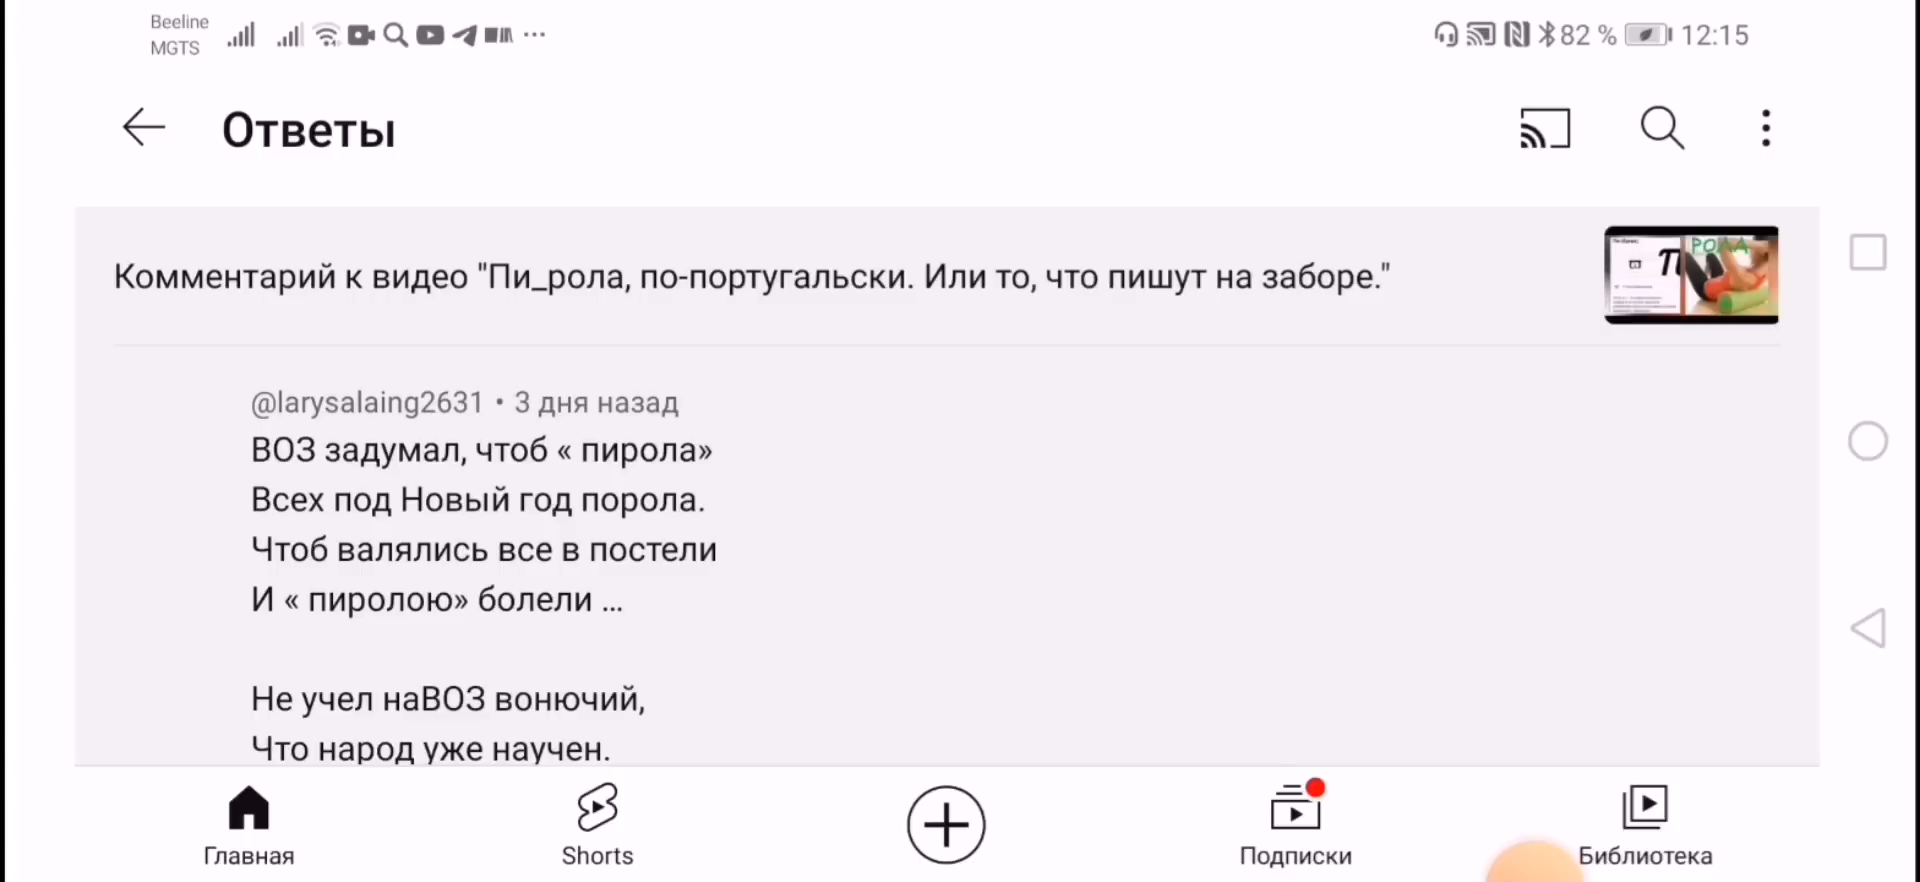 Beeline
MGTS
82 %
12:15
Ответы
Комментарий к видео "Пи_рола, по-португальски. Или то, что пишут на заборе."
π
РОЛА
@larysalaing2631 • 3 дня назад
ВОЗ задумал, чтоб « пирола»
Всех под Новый год порола.
Чтоб валялись все в постели
И « пиролою» болели ...
Не учел наВОЗ вонючий,
Что народ уже научен.
Главная
Shorts
Подписки
Библиотека